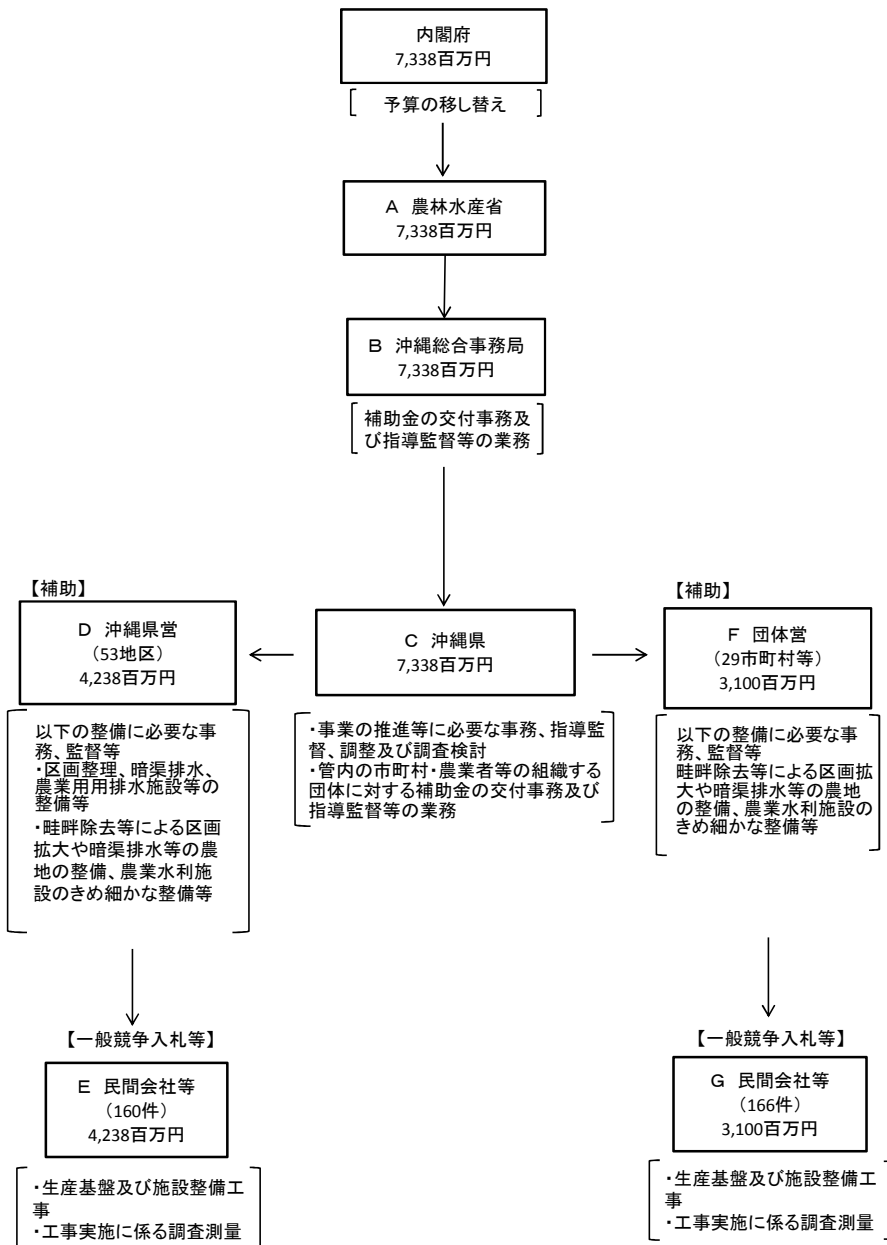 内閣府
7,338百万円
予算の移し替え
A 農林水産省
7,338百万円
B 沖縄総合事務局
7,338百万円
補助金の交付事務及
び指導監督等の業務
【補助】
D 沖縄県営
(53地区)
4,238百万円
以下の整備に必要な事
務、監督等
・区画整理、暗渠排水、
農業用用排水施設等の
整備等
・畦畔除去等による区画
拡大や暗渠排水等の農
地の整備、農業水利施
設のきめ細かな整備等
C 沖縄県
7,338百万円
・事業の推進等に必要な事務、指導監
督、調整及び調査検討
・管内の市町村・農業者等の組織する
団体に対する補助金の交付事務及び
指導監督等の業務
【補助】
F 団体営
(29市町村等)
3,100百万円
以下の整備に必要な事
務、監督等
畦畔除去等による区画拡
大や暗渠排水等の農地
の整備、農業水利施設の
きめ細かな整備等
【一般競争入札等】
E 民間会社等
(160件)
4,238百万円
・生産基盤及び施設整備工
事
・工事実施に係る調査測量
【一般競争入札等】
G 民間会社等
(166件)
3,100百万円
・生産基盤及び施設整備工
事
・工事実施に係る調査測量